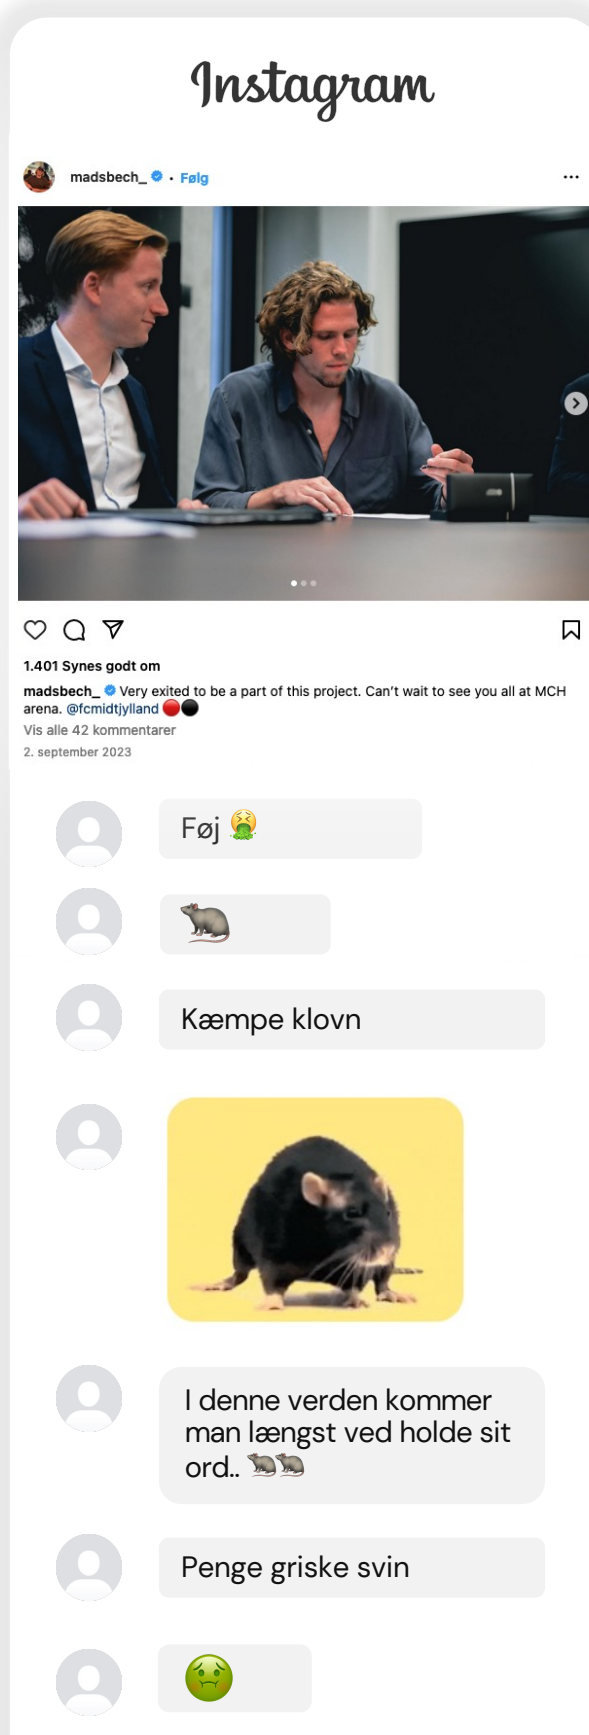 Instagram
madsbech_ • Følg
1.401 Synes godt om
madsbech_ Very exited to be a part of this project. Can't wait to see you all at MCH
arena. @fcmidtjylland 🔴⚫
Vis alle 42 kommentarer
2. september 2023
Føj 🤮
🐀
Kæmpe klovn
I denne verden kommer
man længst ved holde sit
ord.. 🐀🐀
Penge griske svin
🤢